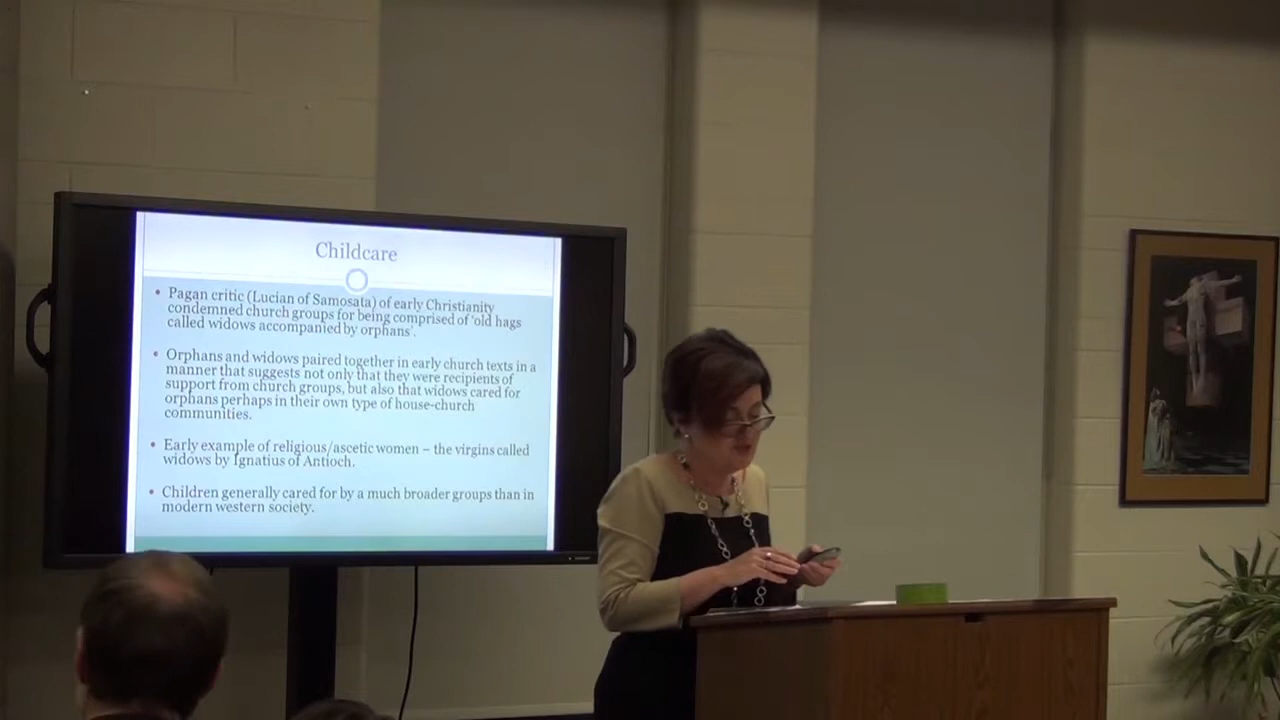 Childcare
• Pagan critic (Lucian of Samosata) of early Christianity
condemned church groups for being comprised of 'old hags
called widows accompanied by orphans'.
• Orphans and widows paired together in early church texts in a
manner that suggests not only that they were recipients of
support from church groups, but also that widows cared for
orphans perhaps in their own type of house-church
communities.
• Early example of religious/ascetic women – the virgins called
widows by Ignatius of Antioch.
• Children generally cared for by a much broader groups than in
modern western society.